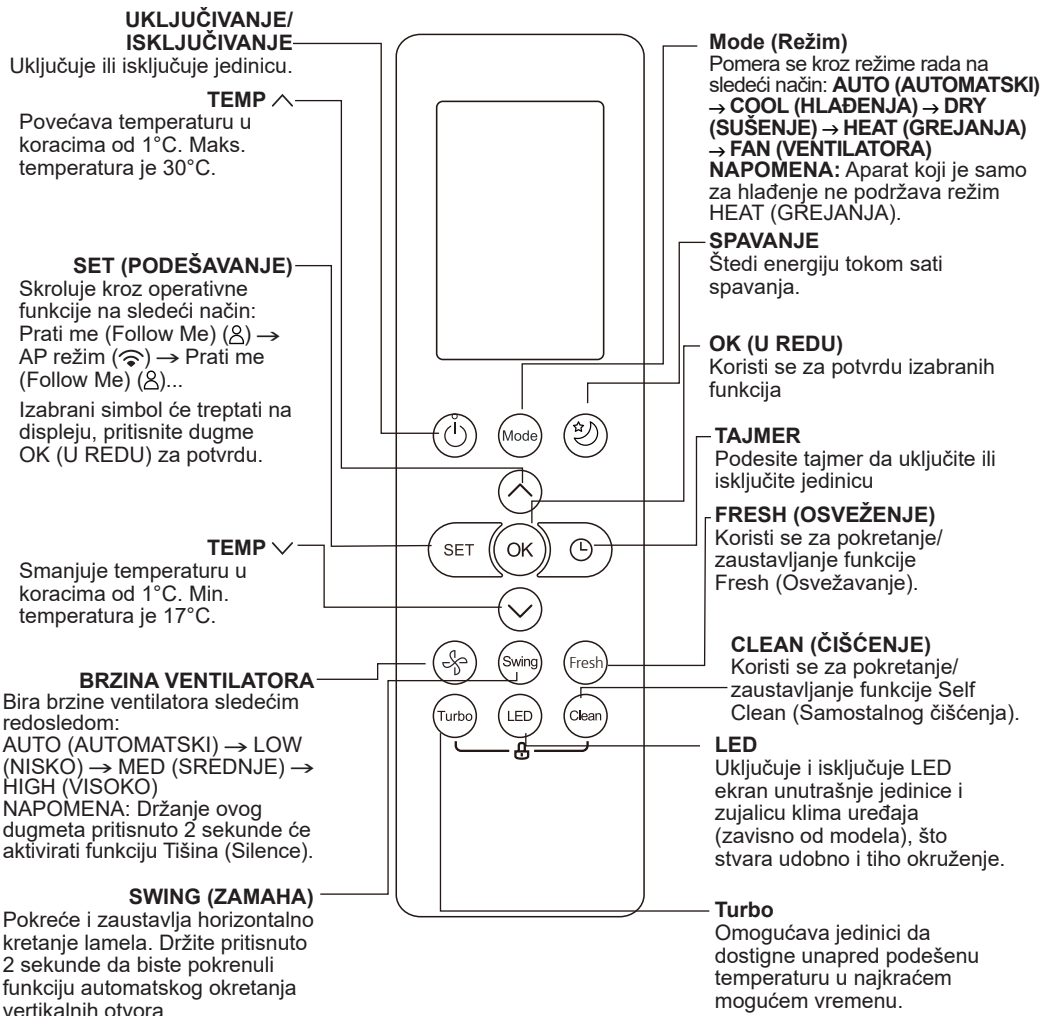 UKLJUČIVANJE/
ISKLJUČIVANJE
Uključuje ili isključuje jedinicu.
TEMP
Povećava temperaturu u
koracima od 1°C. Maks.
temperatura je 30°C.
SET (PODEŠAVANJE)
Skroluje kroz operativne
funkcije na sledeći način:
Prati me (Follow Me) () →
AP režim () → Prati me
(Follow Me) ()...
Izabrani simbol će treptati na
displeju, pritisnite dugme
OK (U REDU) za potvrdu.
TEMP
Smanjuje temperaturu u
koracima od 1°C. Min.
temperatura je 17°C.
BRZINA VENTILATORA
Bira brzine ventilatora sledećim
redosledom:
AUTO (AUTOMATSKI) → LOW
(NISKO) → MED (SREDNJE) →
HIGH (VISOKO)
NAPOMENA: Držanje ovog
dugmeta pritisnuto 2 sekunde će
aktivirati funkciju Tišina (Silence).
SWING (ZAMAHA)
Pokreće i zaustavlja horizontalno
kretanje lamela. Držite pritisnuto
2 sekunde da biste pokrenuli
funkciju automatskog okretanja
vertikalnih otvora
Mode
SET
OK
Swing
Fresh
Turbo
LED
Clean
Mode (Režim)
Pomera se kroz režime rada na
sledeći način: AUTO (AUTOMATSKI)
→ COOL (HLAĐENJA) → DRY
(SUŠENJE) → HEAT (GREJANJA)
→ FAN (VENTILATORA)
NAPOMENA: Aparat koji je samo
za hlađenje ne podržava režim
HEAT (GREJANJA).
SPAVANJE
Štedi energiju tokom sati
spavanja.
OK (U REDU)
Koristi se za potvrdu izabranih
funkcija
TAJMER
Podesite tajmer da uključite ili
isključite jedinicu
FRESH (OSVEŽENJE)
Koristi se za pokretanje/
zaustavljanje funkcije
Fresh (Osvežavanje).
CLEAN (ČIŠĆENJE)
Koristi se za pokretanje/
zaustavljanje funkcije Self
Clean (Samostalnog čišćenja).
LED
Uključuje i isključuje LED
ekran unutrašnje jedinice i
zujalicu klima uređaja
(zavisno od modela), što
stvara udobno i tiho okruženje.
Turbo
Omogućava jedinici da
dostigne unapred podešenu
temperaturu u najkraćem
mogućem vremenu.